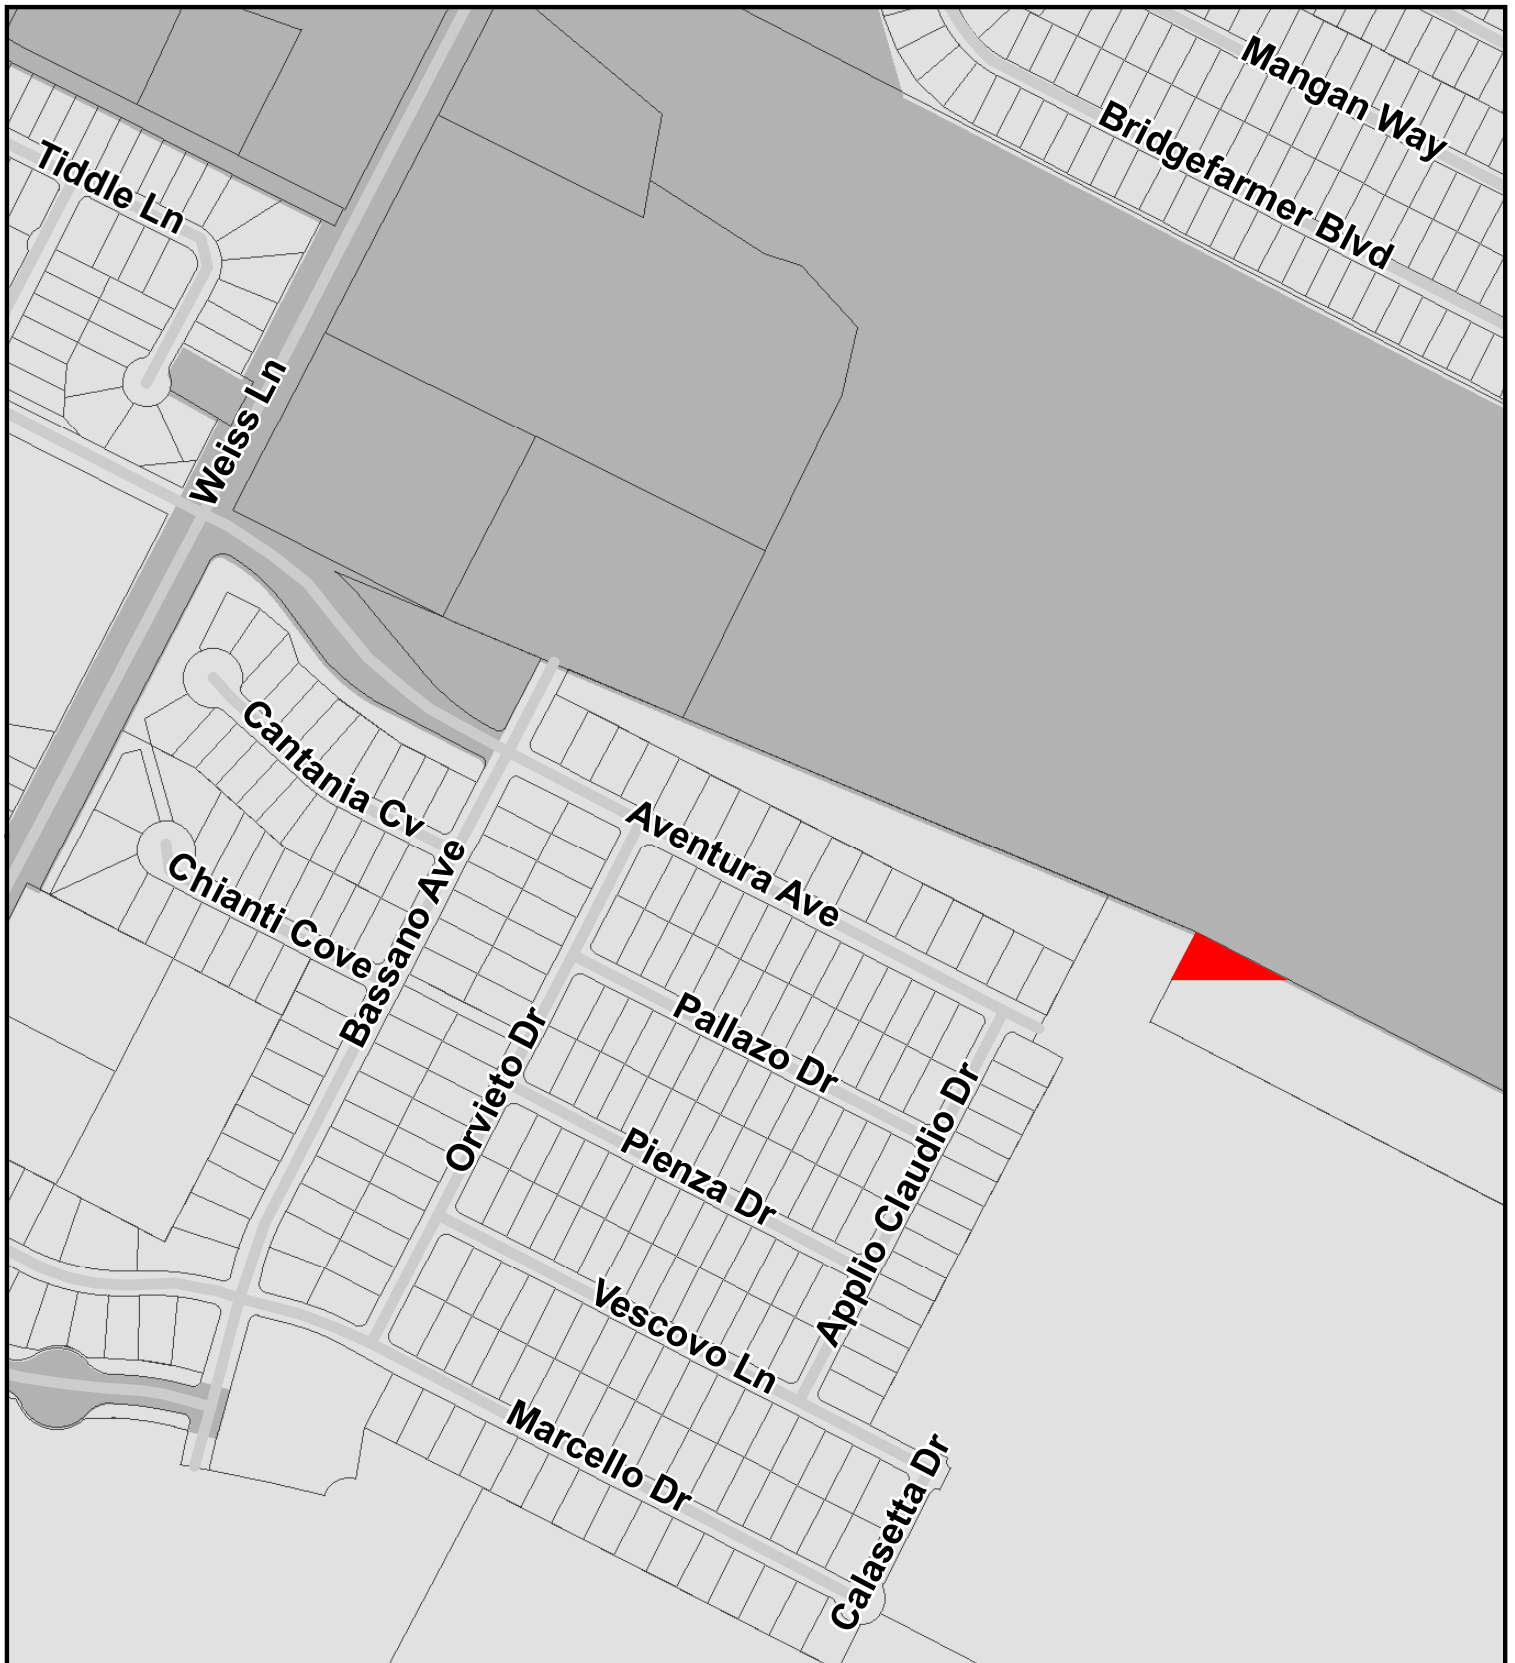 Mangan Way
Bridgefarmer Blvd
Tiddle Ln
Weiss Ln
Cantania Cv
Aventura Ave
Chianti Cove
Bassano Ave
Pallazo Dr
Orvieto Dr
Pienza Dr
Applio Claudio Dr
Vescovo Ln
Marcello Dr
Calasetta Dr